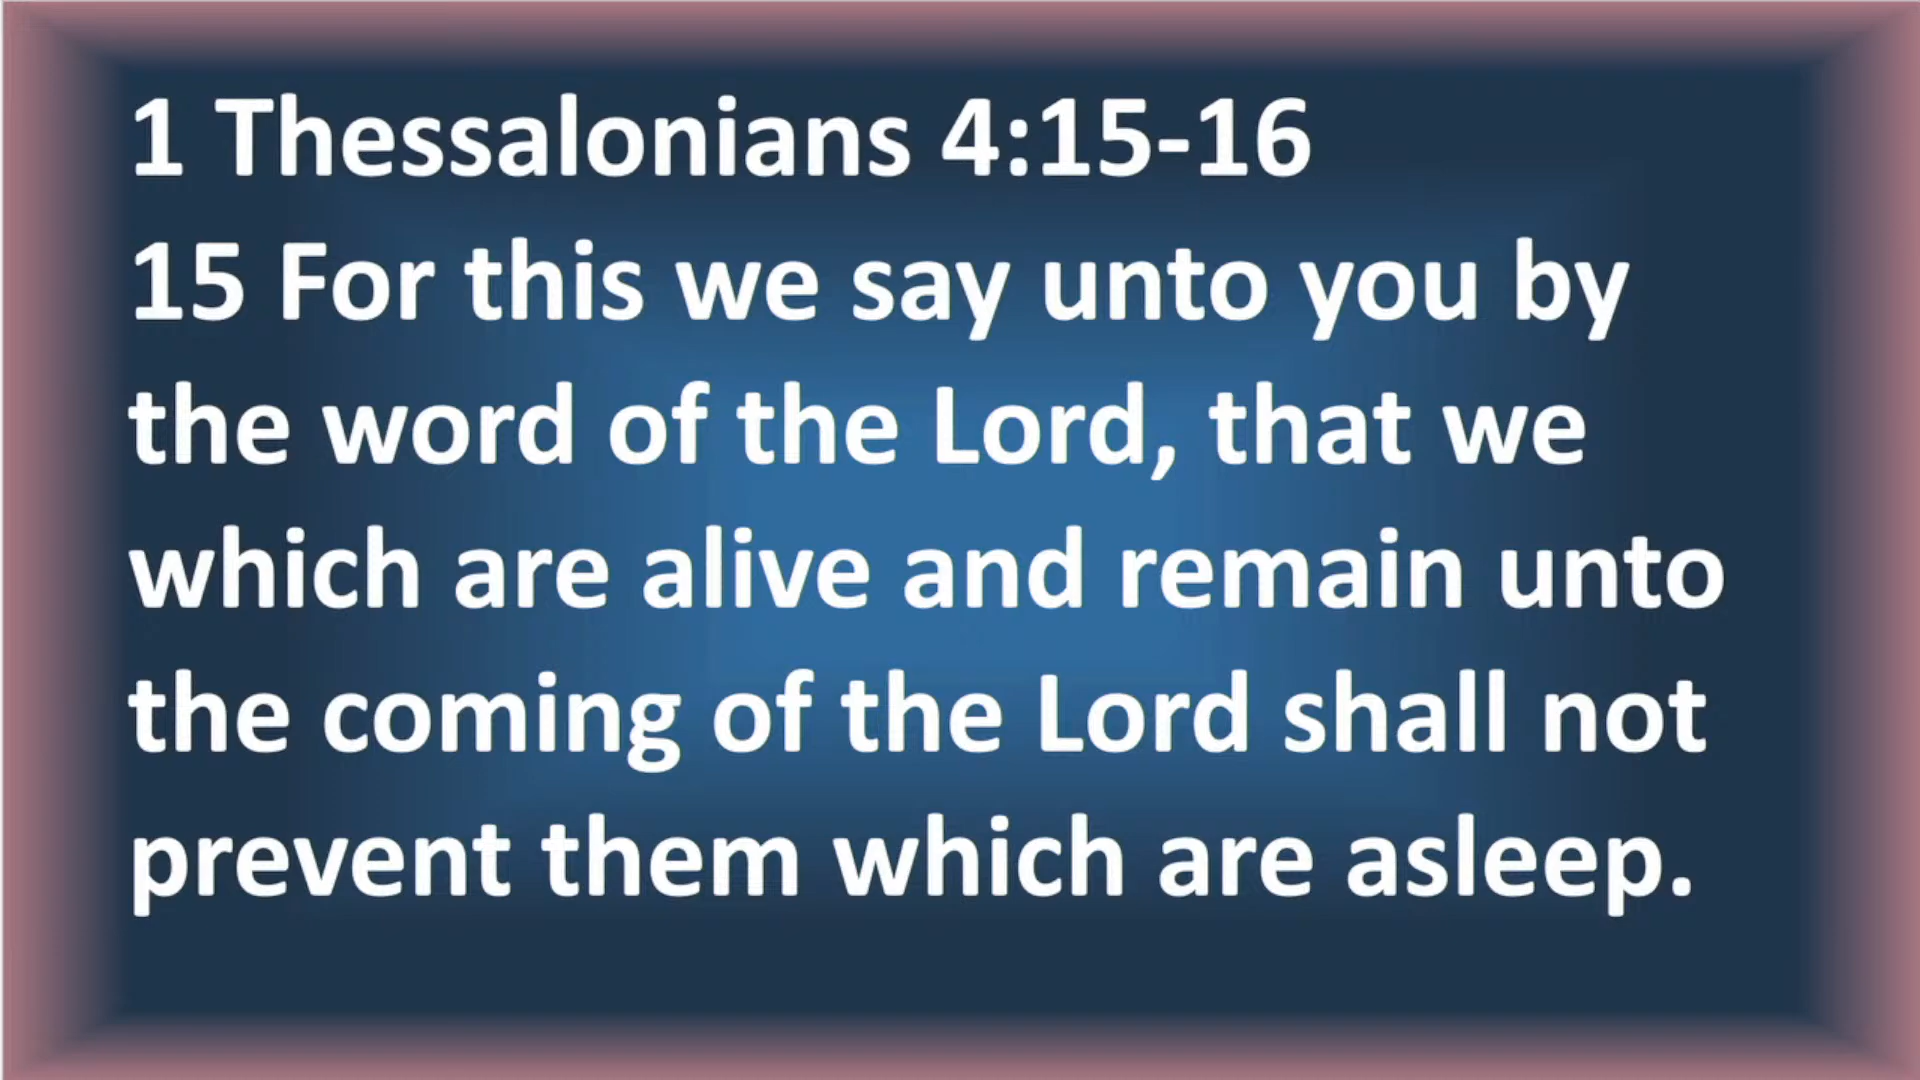 1 Thessalonians 4:15-16
15 For this we say unto you by
the word of the Lord, that we
which are alive and remain unto
the coming of the Lord shall not
prevent them which are asleep.